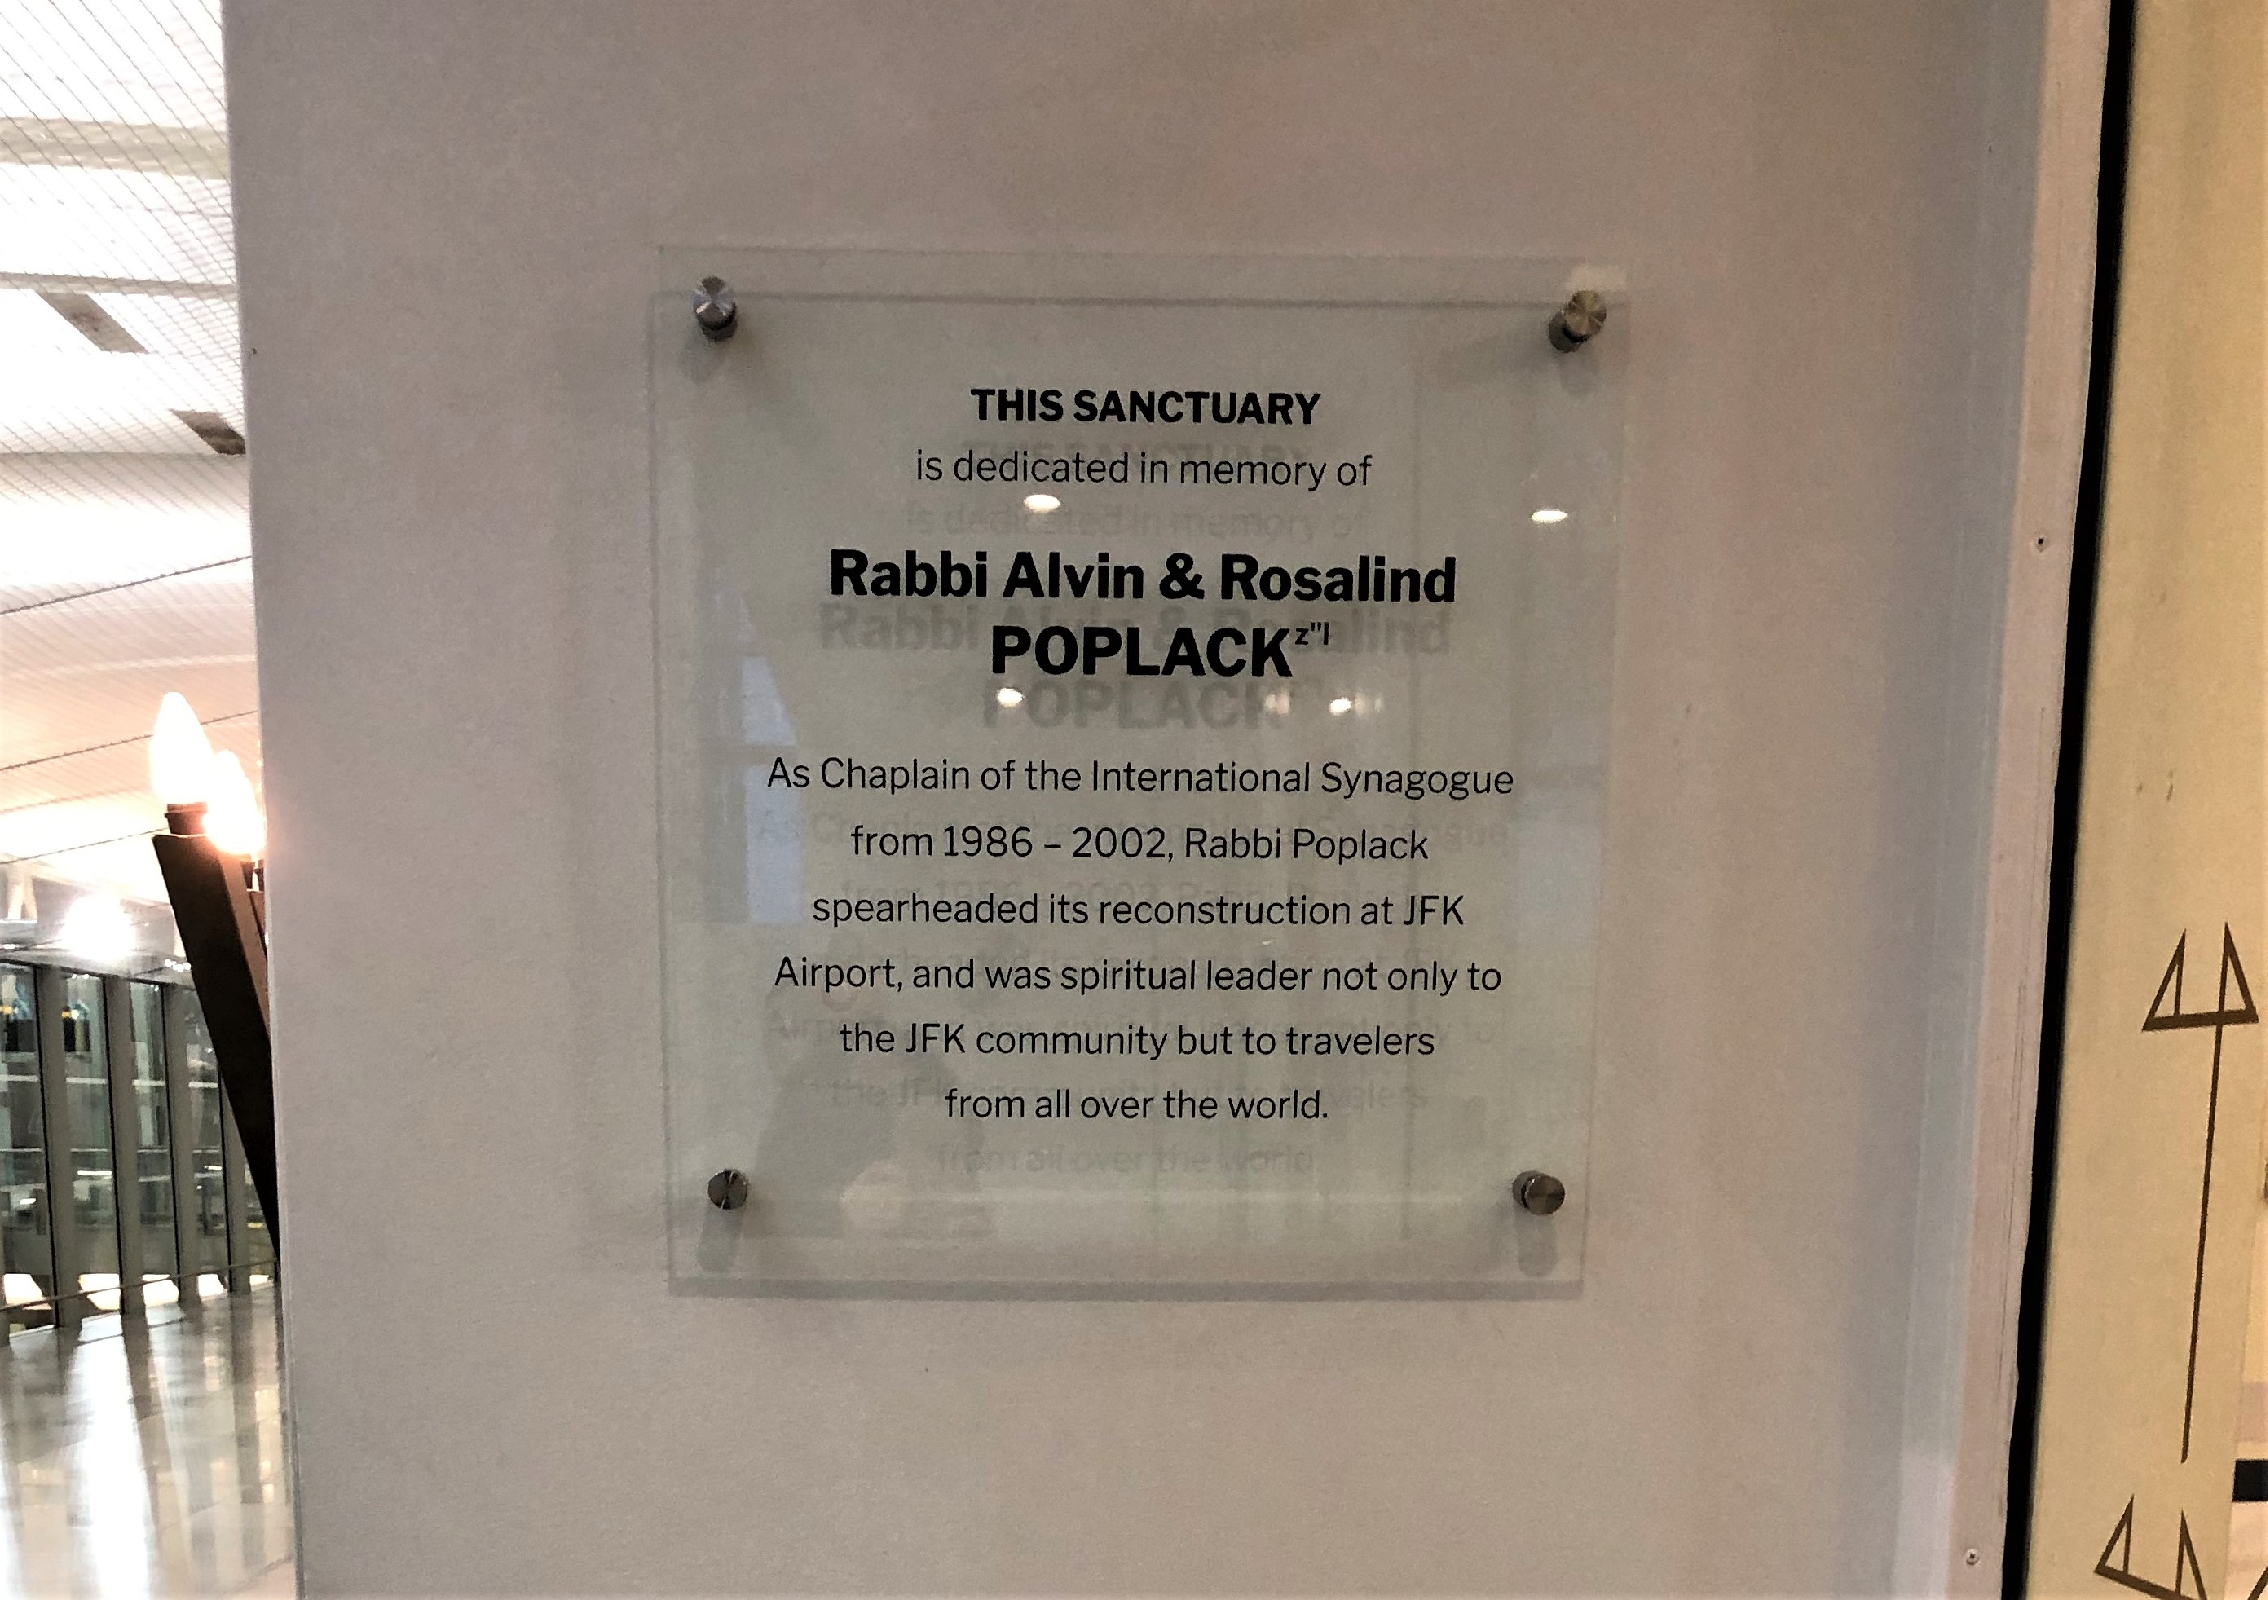 THIS SANCTUARY
is dedicated in memory of
Rabbi Alvin & Rosalind
POPLACK z"l
As Chaplain of the International Synagogue
from 1986 – 2002, Rabbi Poplack
spearheaded its reconstruction at JFK
Airport, and was spiritual leader not only to
the JFK community but to travelers
from all over the world.